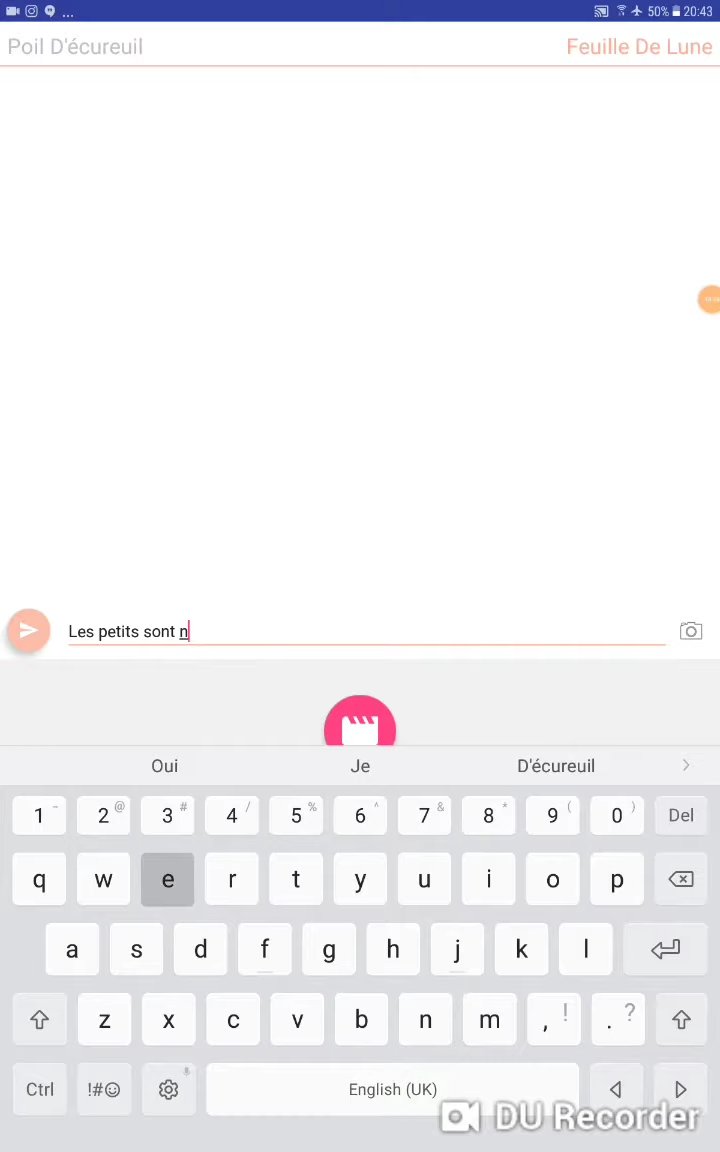 ... 50% 20:43
Poil D'écureuil Feuille De Lune
Les petits sont n
Oui Je D'écureuil
1 - 2 @ 3 # 4 / 5 % 6 ^ 7 & 8 * 9 ( 0 ) Del
q w e r t y u i o p
a s d f g h j k l
z x c v b n m , ! . ?
Ctrl !#☺ English (UK)
DU Recorder